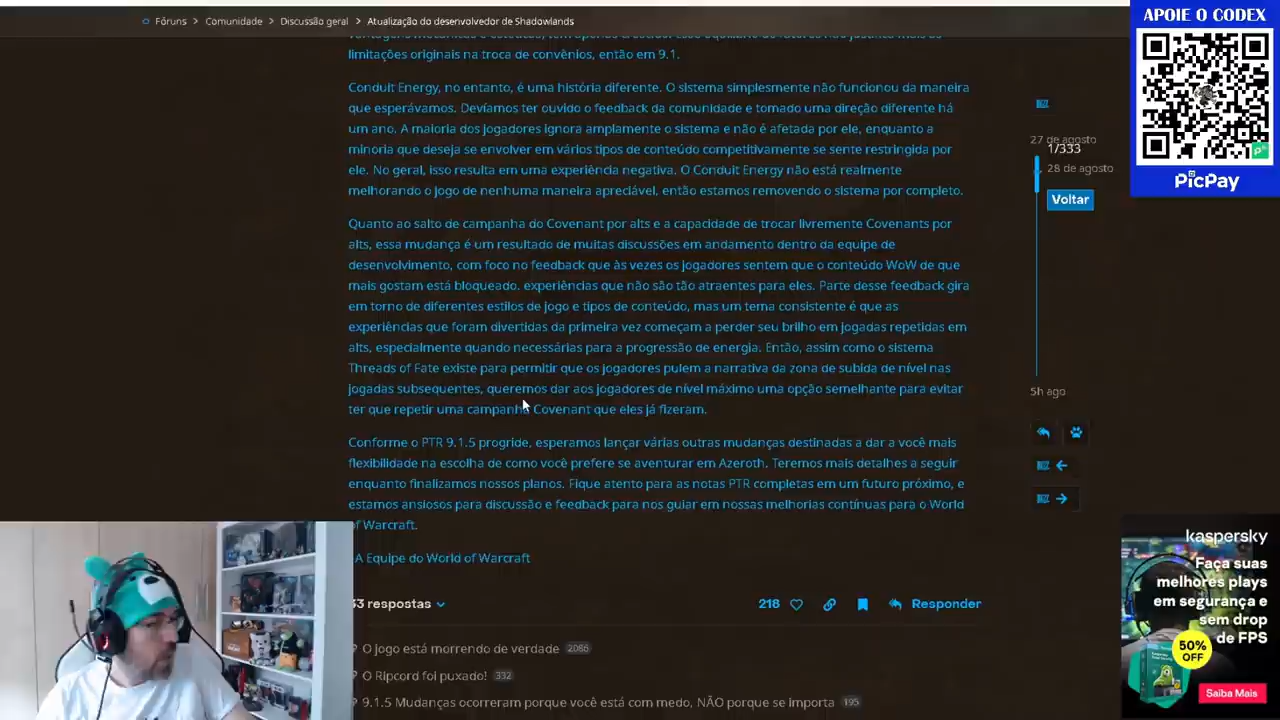 Fóruns > Comunidade > Discussão geral > Atualização do desenvolvedor de Shadowlands
limitações originais na troca de convênios, então em 9.1.
Conduit Energy, no entanto, é uma história diferente. O sistema simplesmente não funcionou da maneira
que esperávamos. Devíamos ter ouvido o feedback da comunidade e tomado uma direção diferente há
um ano. A maioria dos jogadores ignora amplamente o sistema e não é afetada por ele, enquanto a
minoria que deseja se envolver em vários tipos de conteúdo competitivamente se sente restringida por
ele. No geral, isso resulta em uma experiência negativa. O Conduit Energy não está realmente
melhorando o jogo de nenhuma maneira apreciável, então estamos removendo o sistema por completo.
Quanto ao salto de campanha do Covenant por alts e a capacidade de trocar livremente Covenants por
alts, essa mudança é um resultado de muitas discussões em andamento dentro da equipe de
desenvolvimento, com foco no feedback que às vezes os jogadores sentem que o conteúdo WoW de que
mais gostam está bloqueado. experiências que não são tão atraentes para eles. Parte desse feedback gira
em torno de diferentes estilos de jogo e tipos de conteúdo, mas um tema consistente é que as
experiências que foram divertidas da primeira vez começam a perder seu brilho em jogadas repetidas em
alts, especialmente quando necessárias para a progressão de energia. Então, assim como o sistema
Threads of Fate existe para permitir que os jogadores pulem a narrativa da zona de subida de nível nas
jogadas subsequentes, queremos dar aos jogadores de nível máximo uma opção semelhante para evitar
ter que repetir uma campanha Covenant que eles já fizeram.
Conforme o PTR 9.1.5 progride, esperamos lançar várias outras mudanças destinadas a dar a você mais
flexibilidade na escolha de como você prefere se aventurar em Azeroth. Teremos mais detalhes a seguir
enquanto finalizamos nossos planos. Fique atento para as notas PTR completas em um futuro próximo, e
estamos ansiosos para discussão e feedback para nos guiar em nossas melhorias contínuas para o World
of Warcraft.
A Equipe do World of Warcraft
33 respostas
218
Responder
O jogo está morrendo de verdade 2086
O Ripcord foi puxado! 332
9.1.5 Mudanças ocorreram porque você está com medo, NÃO porque se importa 195
27 de agosto
1/333
28 de agosto
Voltar
5h ago
APOIE O CODEX
PicPay
kaspersky
Faça suas
melhores plays
em segurança e
sem drop
de FPS
50%
OFF
Saiba Mais